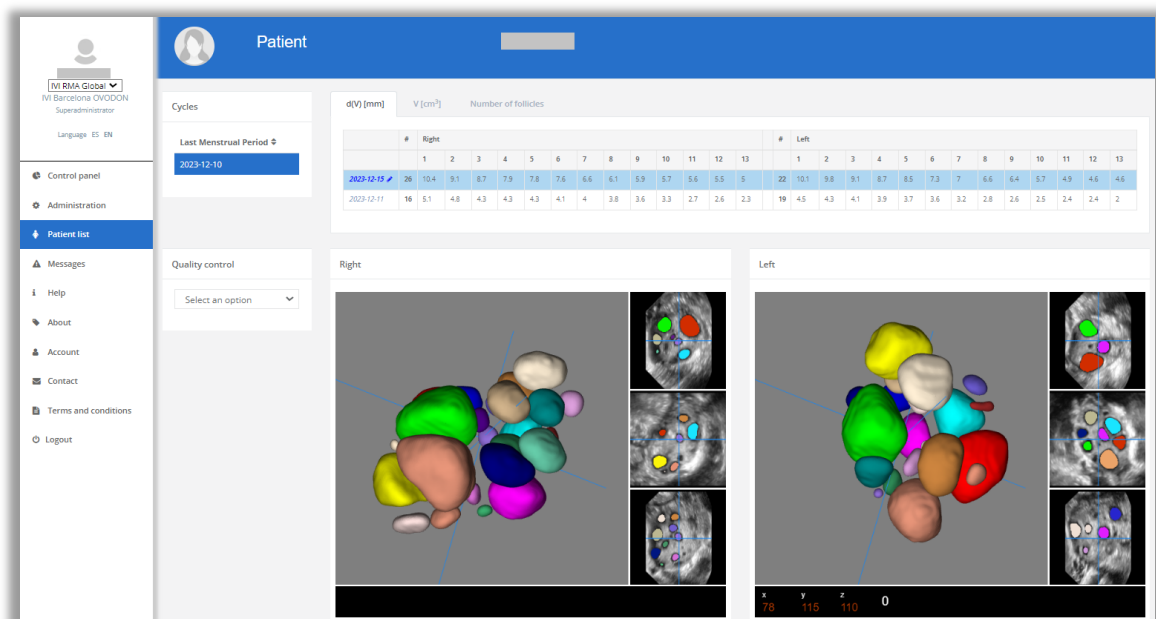 Patient
IVI RMA Global
IVI Barcelona OVODON
Superadministrator
Language ES EN
Control panel
Administration
Patient list
Messages
Help
About
Account
Contact
Terms and conditions
Logout
Cycles
Last Menstrual Period
2023-12-10
Quality control
Select an option
d(V) [mm] V [cm³] Number of follicles
# Right # Left
1 2 3 4 5 6 7 8 9 10 11 12 13 1 2 3 4 5 6 7 8 9 10 11 12 13
2023-12-15 26 10.4 9.1 8.7 7.9 7.8 7.6 6.6 6.1 5.9 5.7 5.6 5.5 5 22 10.1 9.8 9.1 8.7 8.5 7.3 7 6.6 6.4 5.7 4.9 4.6 4.6
2023-12-11 16 5.1 4.8 4.3 4.3 4.3 4.1 4 3.8 3.6 3.3 2.7 2.6 2.3 19 4.5 4.3 4.1 3.9 3.7 3.6 3.2 2.8 2.6 2.5 2.4 2.4 2
Right
Left
x y z
78 115 110 0